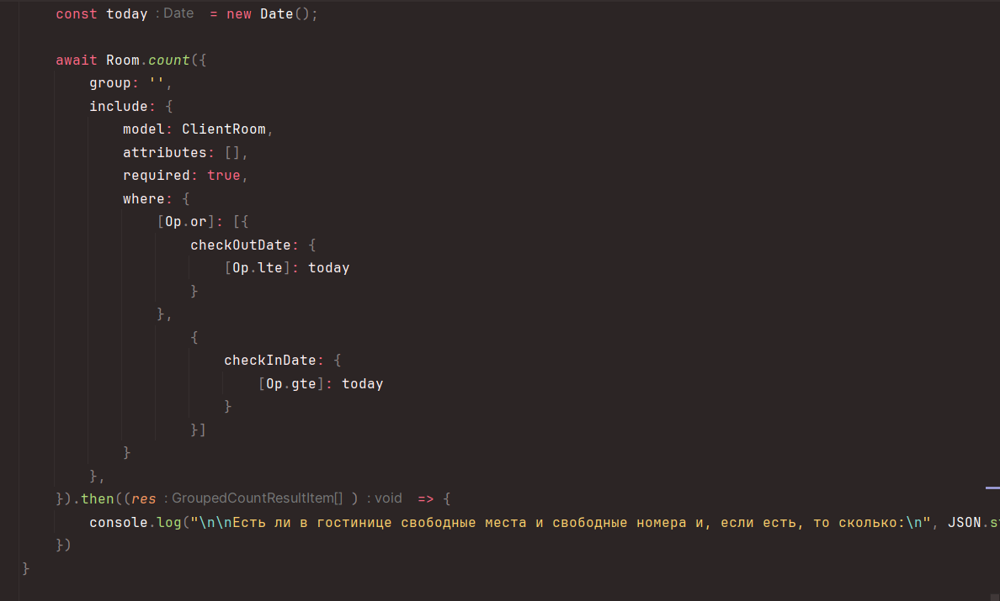 const today : Date = new Date();
await Room.count({
group: '',
include: {
model: ClientRoom,
attributes: [],
required: true,
where: {
[Op.or]: [{
checkOutDate: {
[Op.lte]: today
}
},
{
checkInDate: {
[Op.gte]: today
}
}]
}
},
}).then((res : GroupedCountResultItem[] ) : void => {
console.log("\n\nЕсть ли в гостинице свободные места и свободные номера и, если есть, то сколько:\n", JSON.s
})
}